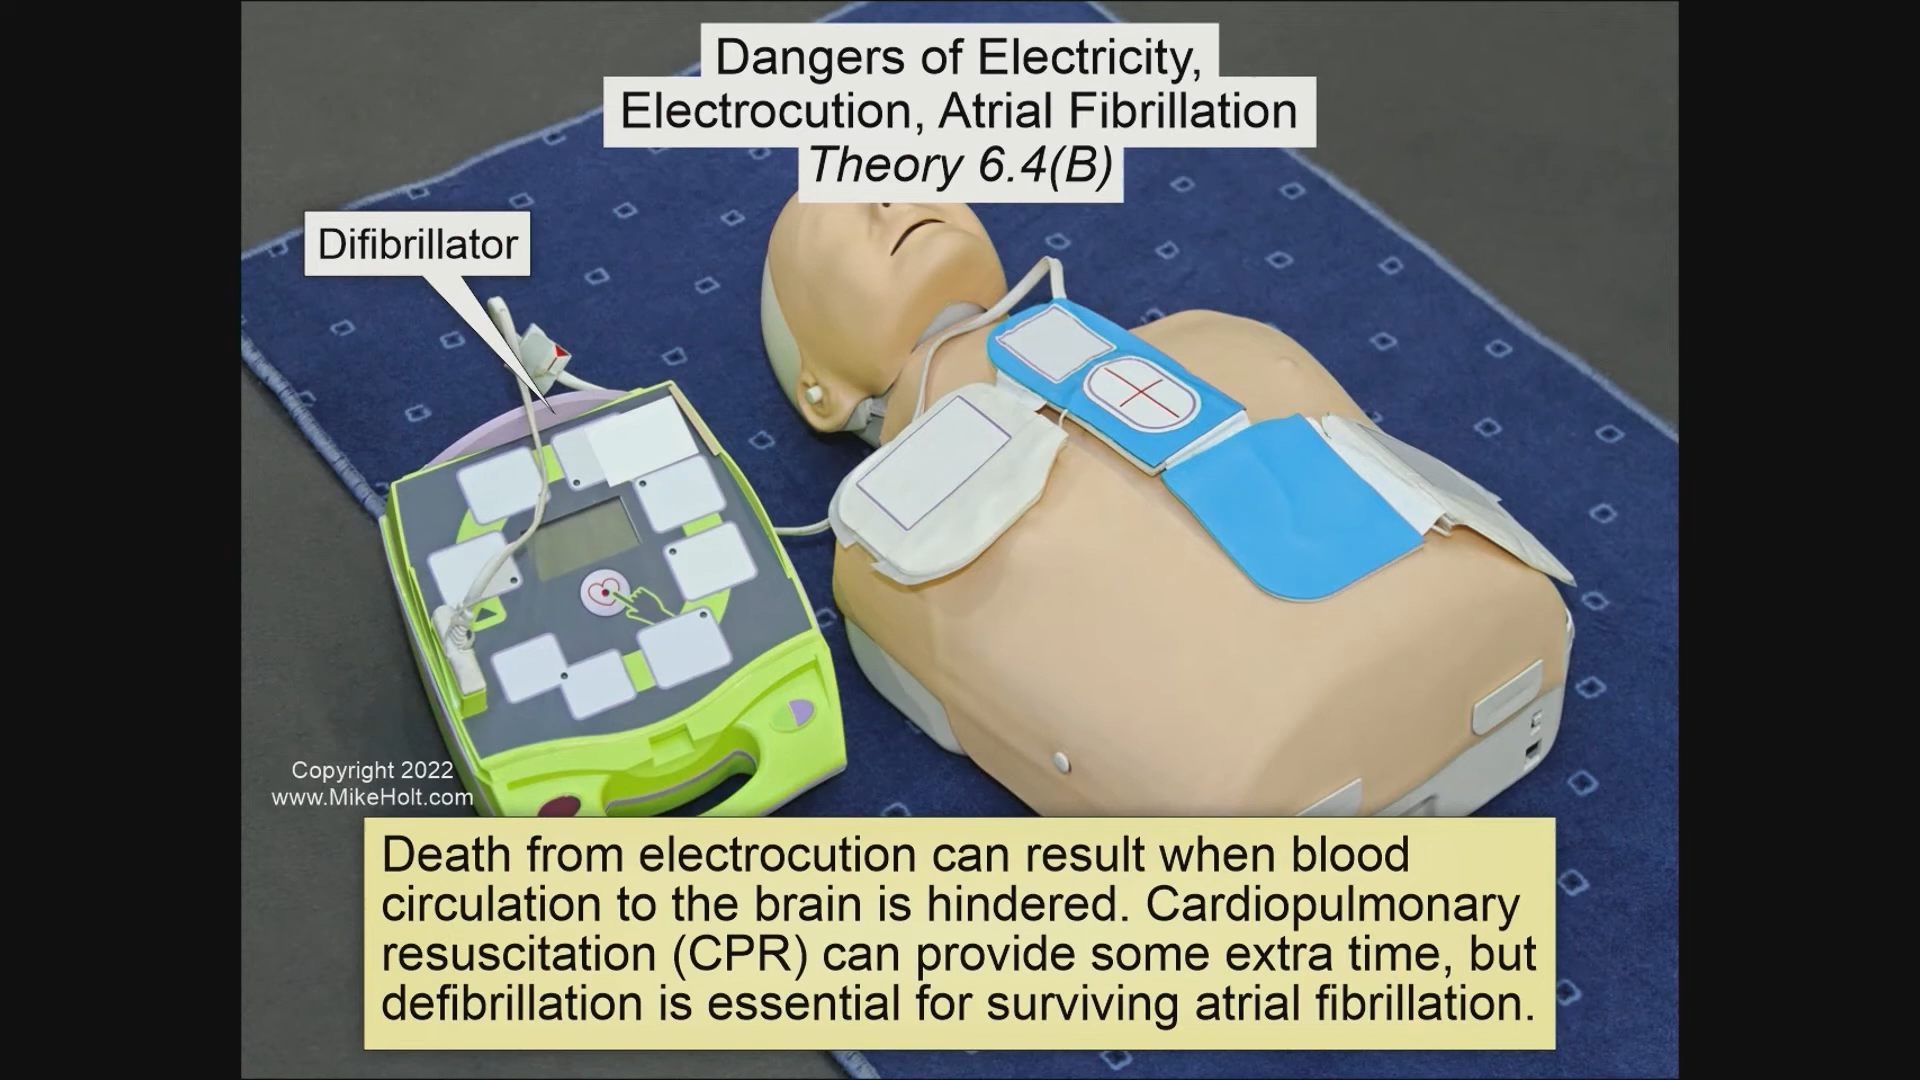 Dangers of Electricity,
Electrocution, Atrial Fibrillation
Theory 6.4(B)
Difibrillator
Copyright 2022
www.MikeHolt.com
Death from electrocution can result when blood
circulation to the brain is hindered. Cardiopulmonary
resuscitation (CPR) can provide some extra time, but
defibrillation is essential for surviving atrial fibrillation.